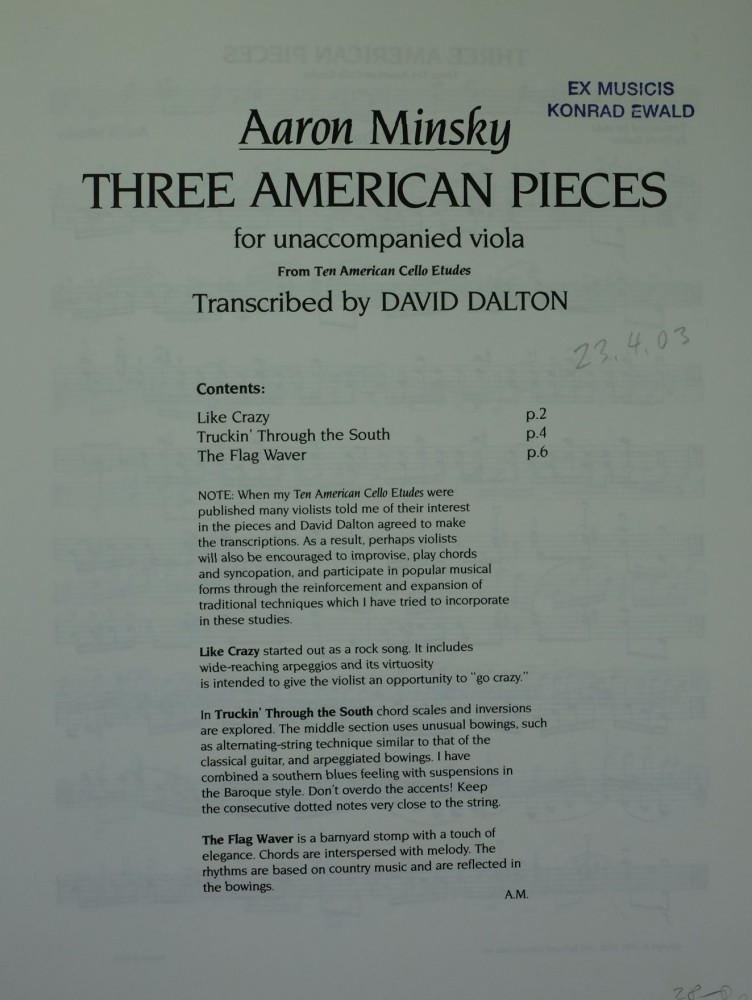 EX MUSICIS
KONRAD EWALD
Aaron Minsky
THREE AMERICAN PIECES
for unaccompanied viola
From Ten American Cello Etudes
Transcribed by DAVID DALTON
23.4.03
Contents:
Like Crazy p.2
Truckin' Through the South p.4
The Flag Waver p.6
NOTE: When my Ten American Cello Etudes were
published many violists told me of their interest
in the pieces and David Dalton agreed to make
the transcriptions. As a result, perhaps violists
will also be encouraged to improvise, play chords
and syncopation, and participate in popular musical
forms through the reinforcement and expansion of
traditional techniques which I have tried to incorporate
in these studies.
Like Crazy started out as a rock song. It includes
wide-reaching arpeggios and its virtuosity
is intended to give the violist an opportunity to "go crazy."
In Truckin' Through the South chord scales and inversions
are explored. The middle section uses unusual bowings, such
as alternating-string technique similar to that of the
classical guitar, and arpeggiated bowings. I have
combined a southern blues feeling with suspensions in
the Baroque style. Don't overdo the accents! Keep
the consecutive dotted notes very close to the string.
The Flag Waver is a barnyard stomp with a touch of
elegance. Chords are interspersed with melody. The
rhythms are based on country music and are reflected in
the bowings.
A.M.